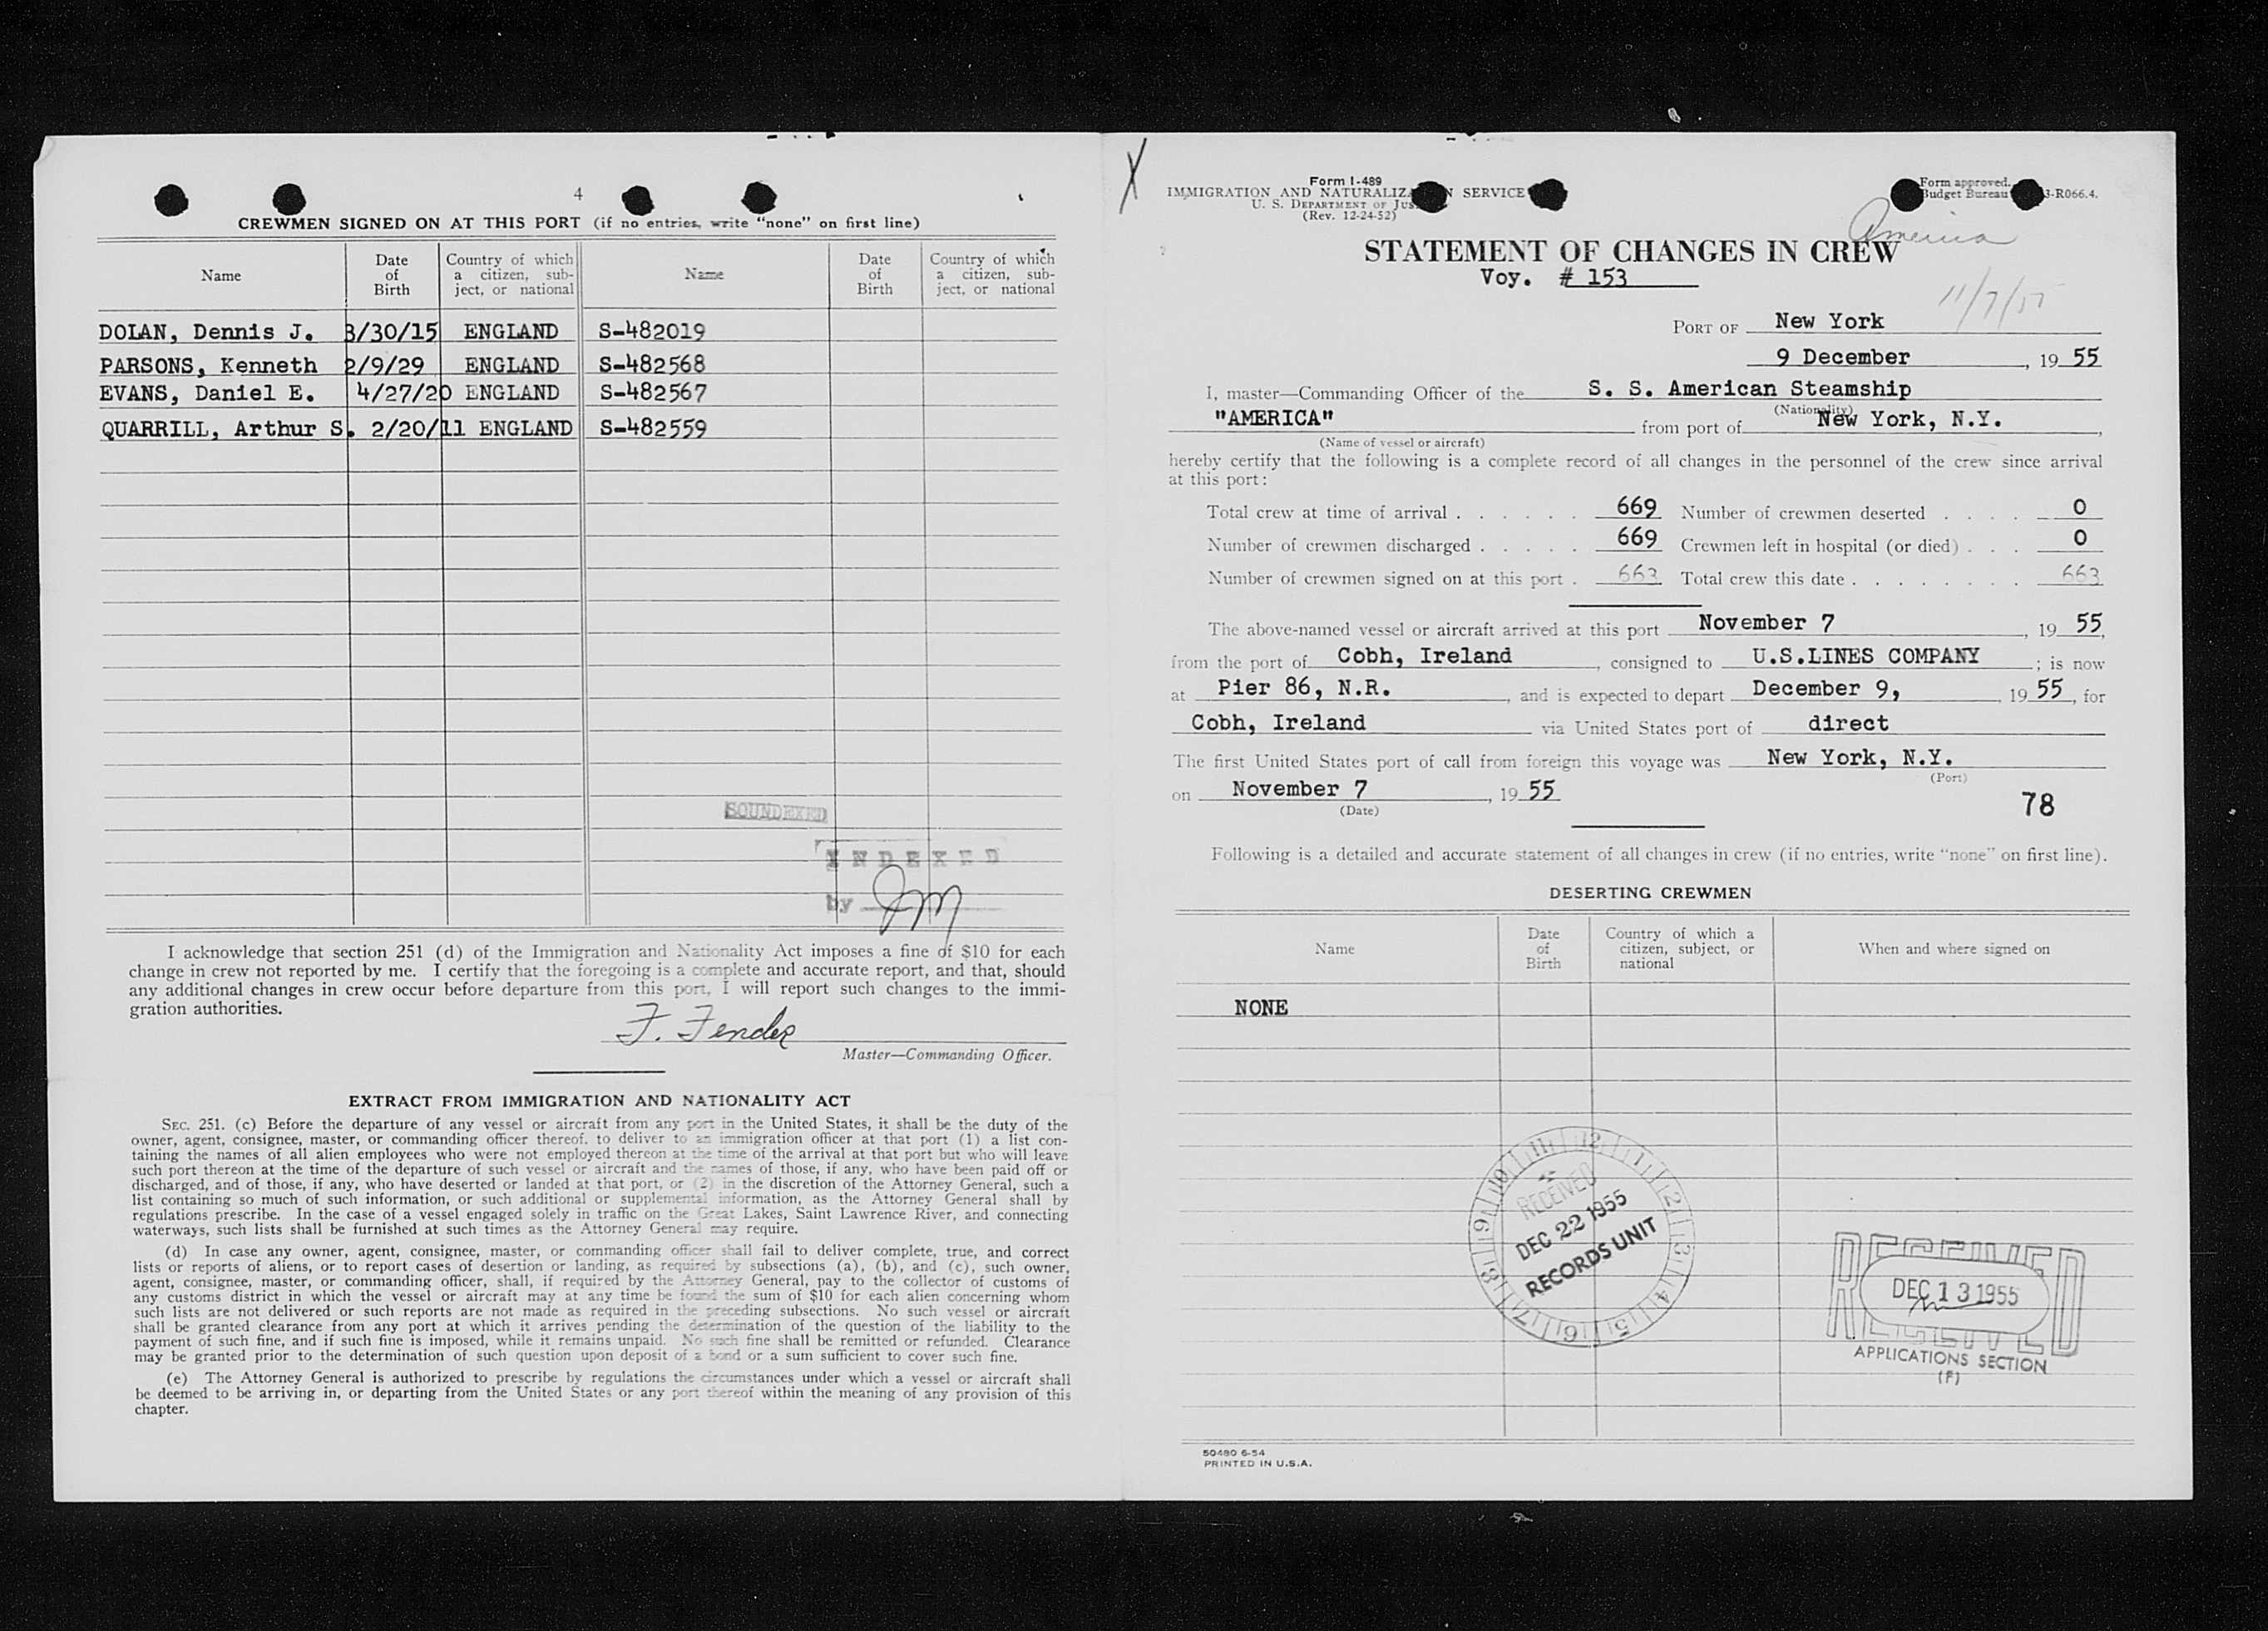 4
CREWMEN SIGNED ON AT THIS PORT (if no entries, write "none" on first line)
Name Date of Birth Country of which a citizen, subject, or national Name Date of Birth Country of which a citizen, subject, or national
DOLAN, Dennis J. 3/30/15 ENGLAND S-482019
PARSONS, Kenneth 2/9/29 ENGLAND S-482568
EVANS, Daniel E. 4/27/20 ENGLAND S-482567
QUARRILL, Arthur S. 2/20/11 ENGLAND S-482559
SOUNDEXED
INDEXED
by JM
I acknowledge that section 251 (d) of the Immigration and Nationality Act imposes a fine of $10 for each
change in crew not reported by me. I certify that the foregoing is a complete and accurate report, and that, should
any additional changes in crew occur before departure from this port, I will report such changes to the immi-
gration authorities.
F. Fender
Master—Commanding Officer.
EXTRACT FROM IMMIGRATION AND NATIONALITY ACT
SEC. 251. (c) Before the departure of any vessel or aircraft from any port in the United States, it shall be the duty of the
owner, agent, consignee, master, or commanding officer thereof. to deliver to an immigration officer at that port (1) a list con-
taining the names of all alien employees who were not employed thereon at the time of the arrival at that port but who will leave
such port thereon at the time of the departure of such vessel or aircraft and the names of those, if any, who have been paid off or
discharged, and of those, if any, who have deserted or landed at that port, or (2) in the discretion of the Attorney General, such a
list containing so much of such information, or such additional or supplemental information, as the Attorney General shall by
regulations prescribe. In the case of a vessel engaged solely in traffic on the Great Lakes, Saint Lawrence River, and connecting
waterways, such lists shall be furnished at such times as the Attorney General may require.
(d) In case any owner, agent, consignee, master, or commanding officer shall fail to deliver complete, true, and correct
lists or reports of aliens, or to report cases of desertion or landing, as required by subsections (a), (b), and (c), such owner,
agent, consignee, master, or commanding officer, shall, if required by the Attorney General, pay to the collector of customs of
any customs district in which the vessel or aircraft may at any time be found the sum of $10 for each alien concerning whom
such lists are not delivered or such reports are not made as required in the preceding subsections. No such vessel or aircraft
shall be granted clearance from any port at which it arrives pending the determination of the question of the liability to the
payment of such fine, and if such fine is imposed, while it remains unpaid. No such fine shall be remitted or refunded. Clearance
may be granted prior to the determination of such question upon deposit of a bond or a sum sufficient to cover such fine.
(e) The Attorney General is authorized to prescribe by regulations the circumstances under which a vessel or aircraft shall
be deemed to be arriving in, or departing from the United States or any port thereof within the meaning of any provision of this
chapter.
X
Form I-489
IMMIGRATION AND NATURALIZ N SERVICE
U. S. DEPARTMENT OF JUS
(Rev. 12-24-52)
Form approved.
Budget Bureau 3-R066.4.
America
STATEMENT OF CHANGES IN CREW
Voy. # 153
11/7/55
PORT OF New York
9 December, 19 55
I, master—Commanding Officer of the S. S. American Steamship
(Nationality)
"AMERICA" from port of New York, N.Y.,
(Name of vessel or aircraft)
hereby certify that the following is a complete record of all changes in the personnel of the crew since arrival
at this port:
Total crew at time of arrival . . . . . . 669 Number of crewmen deserted . . . . 0
Number of crewmen discharged . . . . . 669 Crewmen left in hospital (or died) . . . 0
Number of crewmen signed on at this port . 663 Total crew this date . . . . . . . . 663
The above-named vessel or aircraft arrived at this port November 7, 19 55,
from the port of Cobh, Ireland, consigned to U.S.LINES COMPANY; is now
at Pier 86, N.R., and is expected to depart December 9, 19 55, for
Cobh, Ireland via United States port of direct
The first United States port of call from foreign this voyage was New York, N.Y.
(Port)
on November 7, 19 55
(Date)
78
Following is a detailed and accurate statement of all changes in crew (if no entries, write "none" on first line).
DESERTING CREWMEN
Name Date of Birth Country of which a citizen, subject, or national When and where signed on
NONE
12 1 2 3 4 5 6 7 8 9 10 11
RECEIVED
DEC 22 1955
RECORDS UNIT
RECEIVED
DEC 13 1955
RECEIVED
APPLICATIONS SECTION
(F)
50480 6-54
PRINTED IN U.S.A.